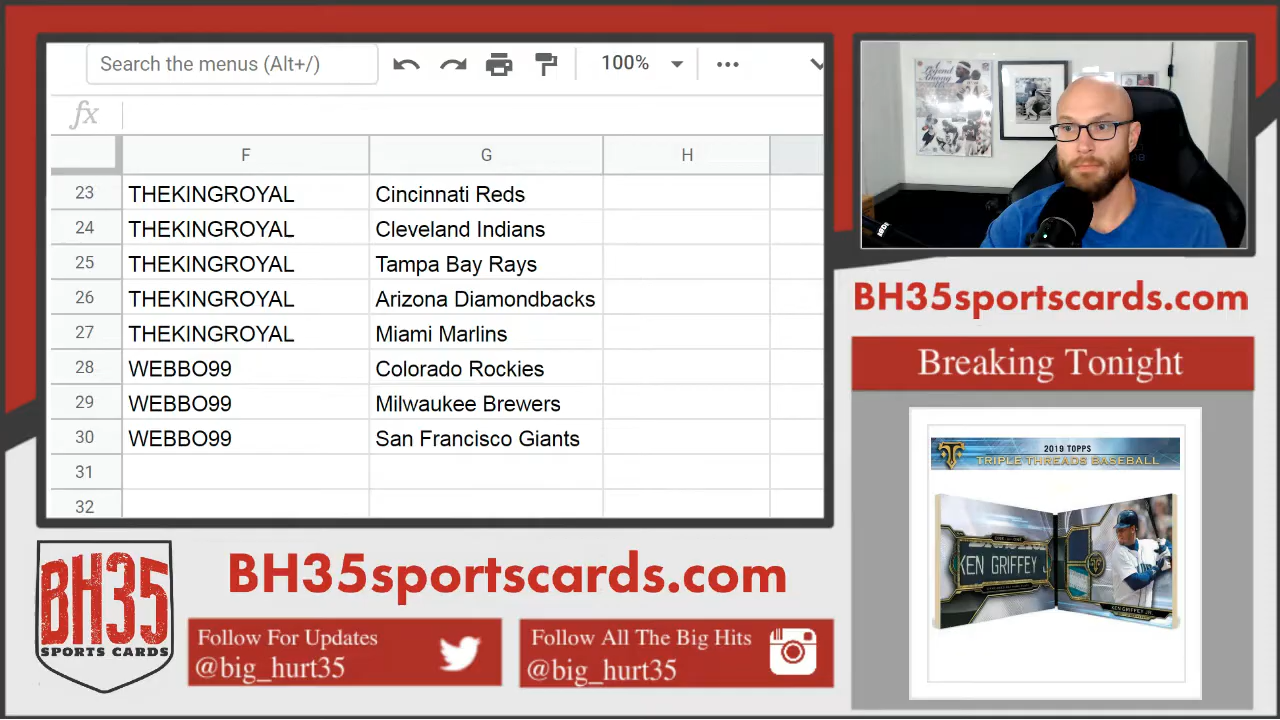 Search the menus (Alt+/)
100%
fx
F G H
23 THEKINGROYAL Cincinnati Reds
24 THEKINGROYAL Cleveland Indians
25 THEKINGROYAL Tampa Bay Rays
26 THEKINGROYAL Arizona Diamondbacks
27 THEKINGROYAL Miami Marlins
28 WEBBO99 Colorado Rockies
29 WEBBO99 Milwaukee Brewers
30 WEBBO99 San Francisco Giants
31
32
BH35sportscards.com
Breaking Tonight
2019 TOPPS
TRIPLE THREADS BASEBALL
KEN GRIFFEY J
KEN GRIFFEY JR.
BH35
SPORTS CARDS
BH35sportscards.com
Follow For Updates
@big_hurt35
Follow All The Big Hits
@big_hurt35